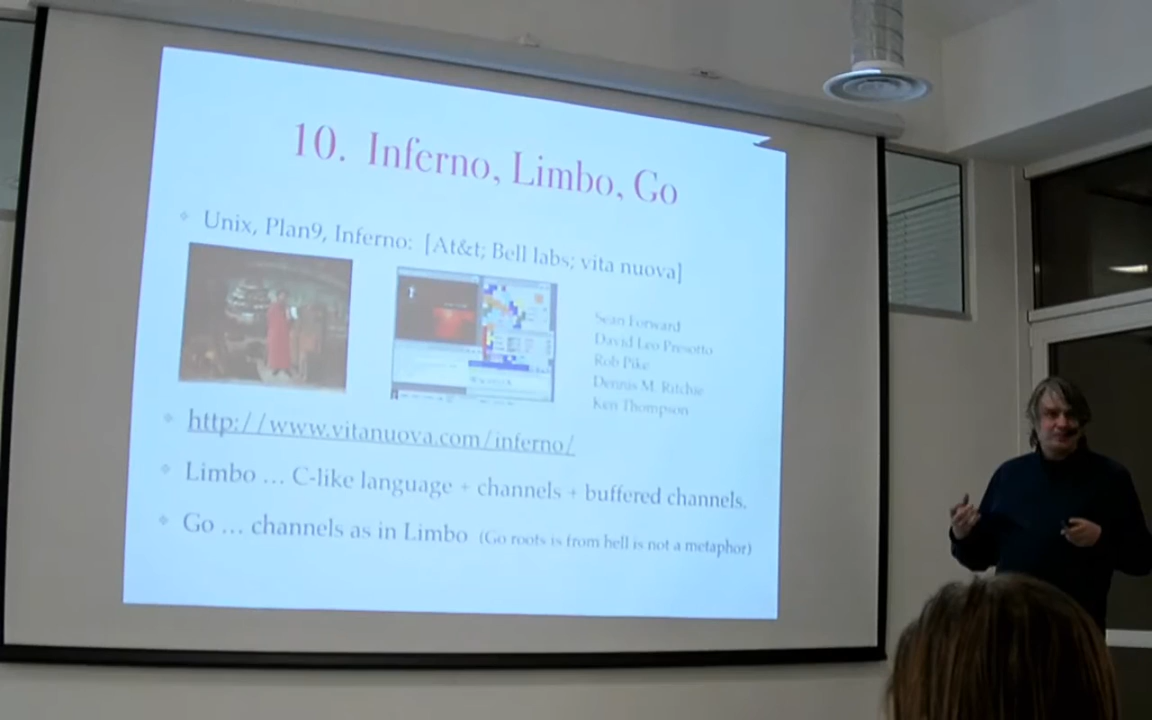 10. Inferno, Limbo, Go
Unix, Plan9, Inferno: [At&t; Bell labs; vita nuova]
Sean Forward
David Leo Presotto
Rob Pike
Dennis M. Ritchie
Ken Thompson
http://www.vitanuova.com/inferno/
Limbo ... C-like language + channels + buffered channels.
Go ... channels as in Limbo (Go roots is from hell is not a metaphor)